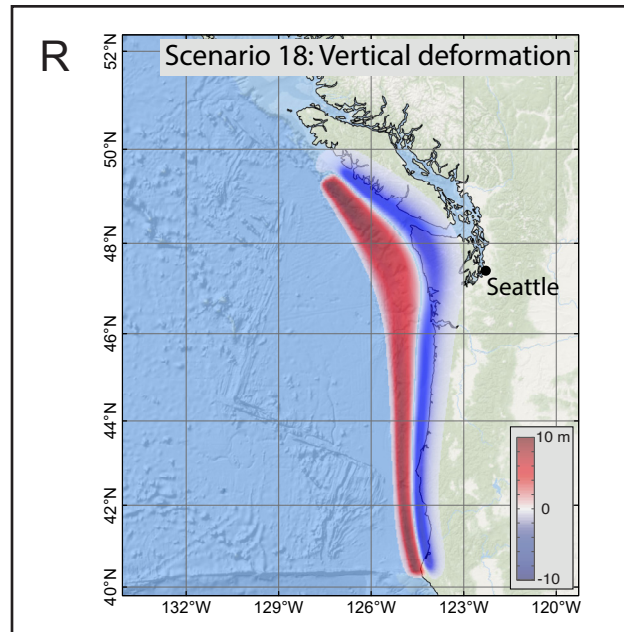 R
Scenario 18: Vertical deformation
52°N
50°N
48°N
46°N
44°N
42°N
40°N
Seattle
10 m
0
-10
132°W
129°W
126°W
123°W
120°W